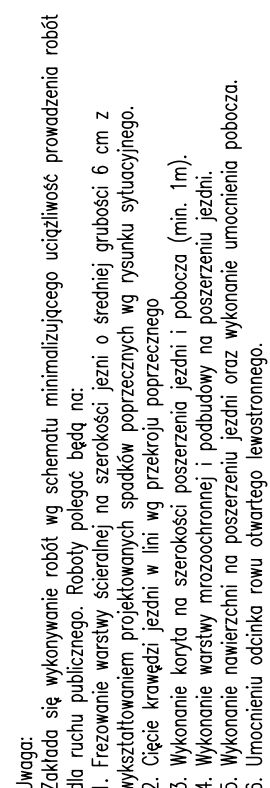 Uwaga:
Zakłada się wykonywanie robót wg schematu minimalizującego uciążliwość prowadzenia robót
dla ruchu publicznego. Roboty polegać będą na:
1. Frezowanie warstwy ścieralnej na szerokości jezni o średniej grubości 6 cm z
wykształtowaniem projektowanych spadków poprzecznych wg rysunku sytuacyjnego.
2. Cięcie krawędzi jezdni w lini wg przekroju poprzecznego
3. Wykonanie koryta na szerokości poszerzenia jezdni i pobocza (min. 1m).
4. Wykonanie warstwy mrozoochronnej i podbudowy na poszerzeniu jezdni.
5. Wykonanie nawierzchni na poszerzeniu jezdni oraz wykonanie umocnienia pobocza.
6. Umocnieniu odcinka rowu otwartego lewostronnego.